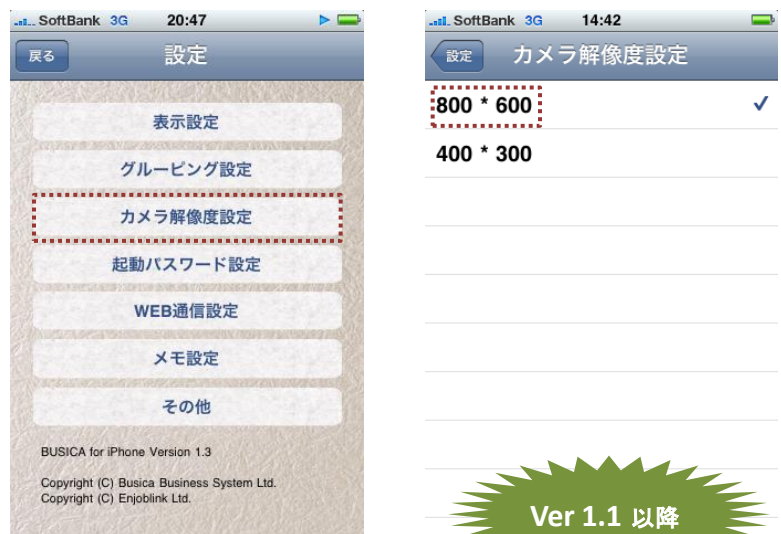 SoftBank 3G 20:47
戻る 設定
表示設定
グルーピング設定
カメラ解像度設定
起動パスワード設定
WEB通信設定
メモ設定
その他
BUSICA for iPhone Version 1.3
Copyright (C) Busica Business System Ltd.
Copyright (C) Enjoblink Ltd.
SoftBank 3G 14:42
設定 カメラ解像度設定
800 * 600
400 * 300
Ver 1.1 以降